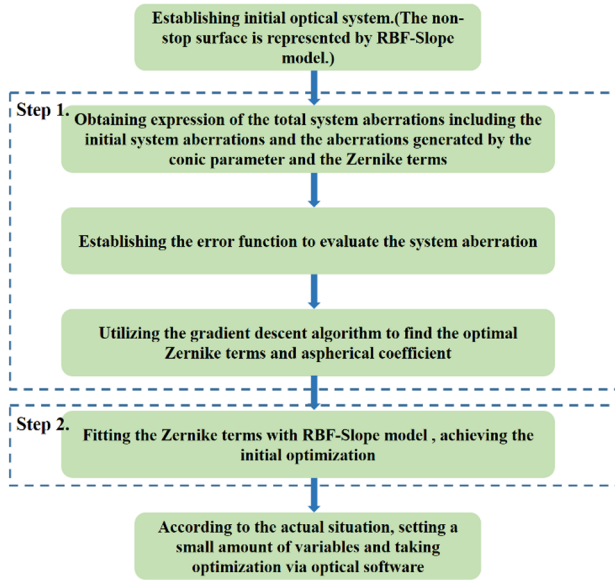 Establishing initial optical system.(The non-
stop surface is represented by RBF-Slope
model.)
Step 1.
Obtaining expression of the total system aberrations including the
initial system aberrations and the aberrations generated by the
conic parameter and the Zernike terms
Establishing the error function to evaluate the system aberration
Utilizing the gradient descent algorithm to find the optimal
Zernike terms and aspherical coefficient
Step 2.
Fitting the Zernike terms with RBF-Slope model , achieving the
initial optimization
According to the actual situation, setting a
small amount of variables and taking
optimization via optical software